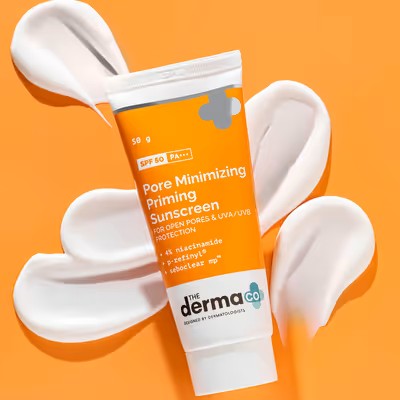 50 g
SPF 50 PA+++
Pore Minimizing
Priming
Sunscreen
FOR OPEN PORES & UVA/UVB
PROTECTION
• 4% niacinamide
• p-refinyl®
• seboclear mp™
THE
derma co
DESIGNED BY DERMATOLOGISTS